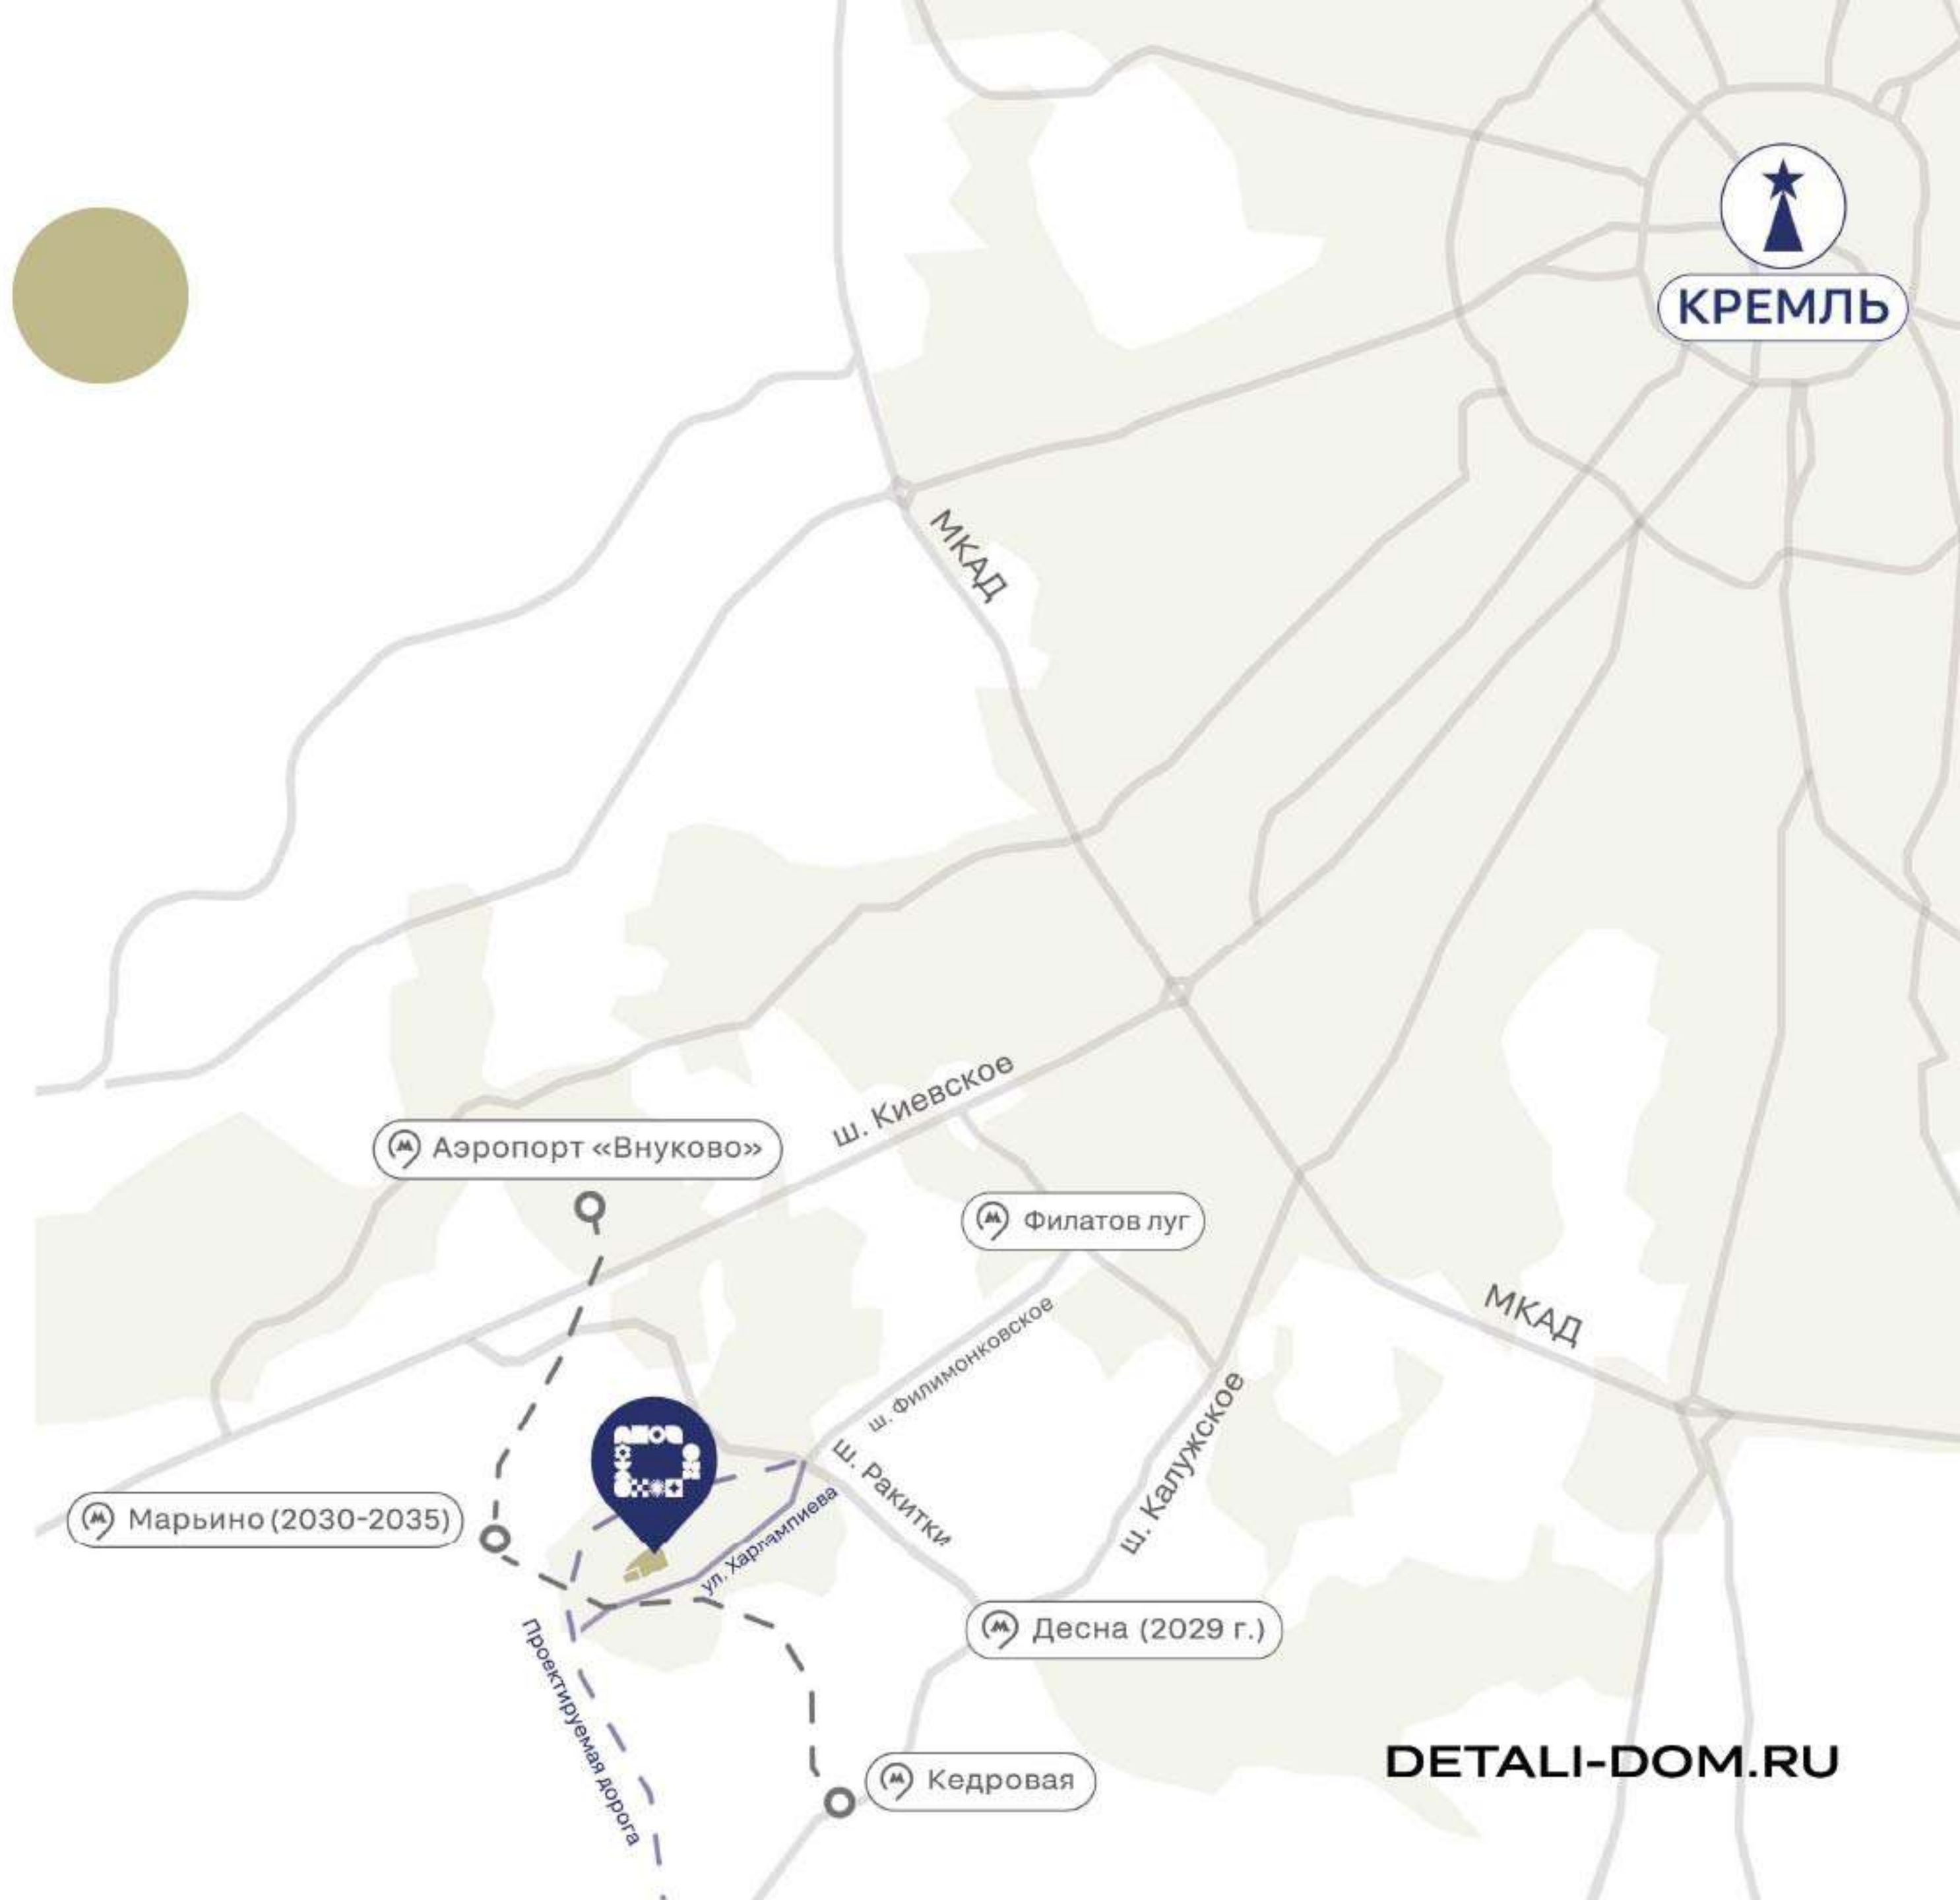 КРЕМЛЬ
МКАД
ш. Киевское
Аэропорт «Внуково»
Филатов луг
МКАД
ш. Филимонковское
ш. Калужское
ш. Ракитки
Марьино (2030-2035)
ул. Харлампиева
Десна (2029 г.)
Проектируемая дорога
DETALI-DOM.RU
Кедровая